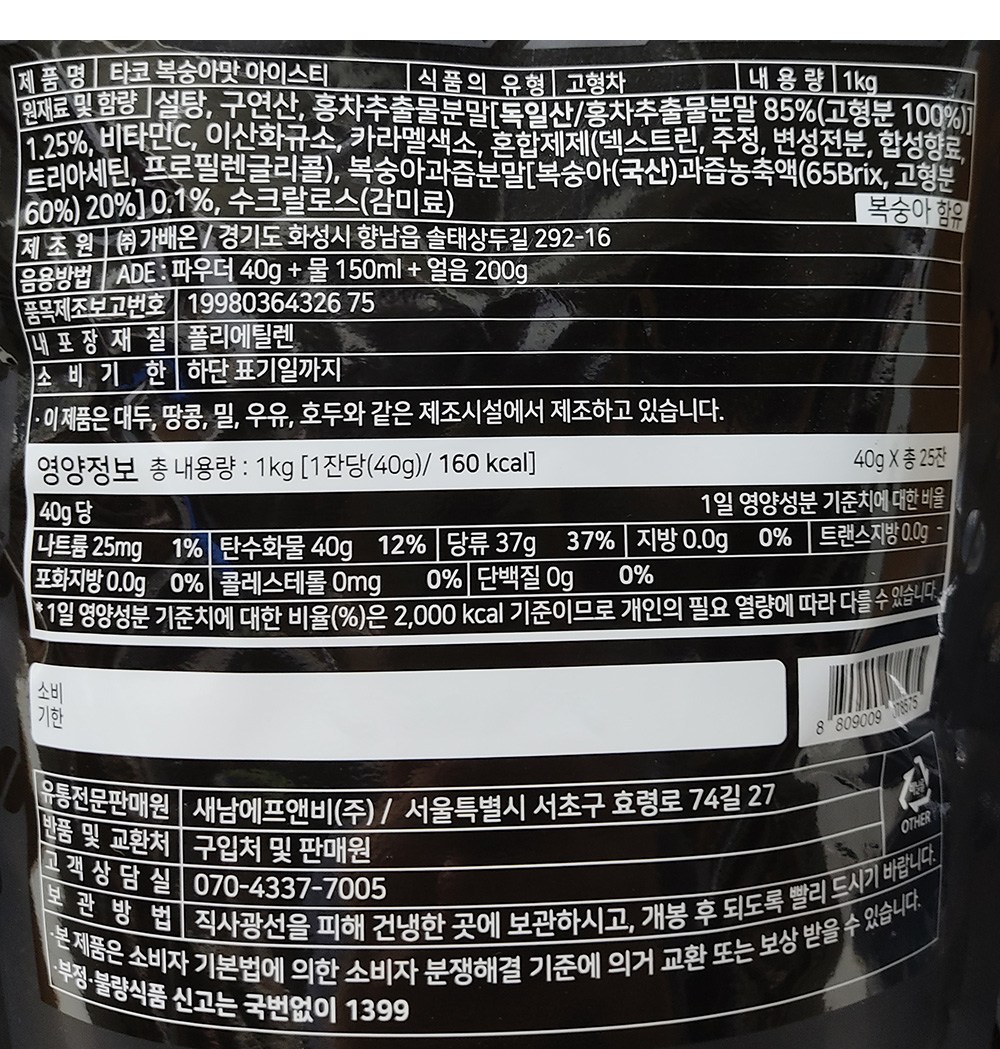 제 품 명 타코 복숭아맛 아이스티 식품의 유형 고형차 내 용 량 1kg
원재료 및 함량 설탕, 구연산, 홍차추출물분말[독일산/홍차추출물분말 85%(고형분 100%)]
1.25%, 비타민C, 이산화규소, 카라멜색소, 혼합제제(덱스트린, 주정, 변성전분, 합성향료,
트리아세틴, 프로필렌글리콜), 복숭아과즙분말[복숭아(국산)과즙농축액(65Brix, 고형분
60%) 20%] 0.1%, 수크랄로스(감미료)
복숭아 함유
제 조 원 ㈜가배온 / 경기도 화성시 향남읍 솔태상두길 292-16
음용방법 ADE : 파우더 40g + 물 150ml + 얼음 200g
품목제조보고번호 19980364326 75
내 포 장 재 질 폴리에틸렌
소 비 기 한 하단 표기일까지
· 이 제품은 대두, 땅콩, 밀, 우유, 호두와 같은 제조시설에서 제조하고 있습니다.
영양정보 총 내용량 : 1kg [1잔당(40g)/ 160 kcal] 40g X 총 25잔
40g 당 1일 영양성분 기준치에 대한 비율
나트륨 25mg 1% 탄수화물 40g 12% 당류 37g 37% 지방 0.0g 0% 트랜스지방 0.0g -
포화지방 0.0g 0% 콜레스테롤 0mg 0% 단백질 0g 0%
* 1일 영양성분 기준치에 대한 비율(%)은 2,000 kcal 기준이므로 개인의 필요 열량에 따라 다를 수 있습니다.
소비
기한
8 809009 078575
유통전문판매원 새남에프앤비(주) / 서울특별시 서초구 효령로 74길 27
반품 및 교환처 구입처 및 판매원
고 객 상 담 실 070-4337-7005
보 관 방 법 직사광선을 피해 건냉한 곳에 보관하시고, 개봉 후 되도록 빨리 드시기 바랍니다.
· 본 제품은 소비자 기본법에 의한 소비자 분쟁해결 기준에 의거 교환 또는 보상 받을 수 있습니다.
· 부정·불량식품 신고는 국번없이 1399
OTHER